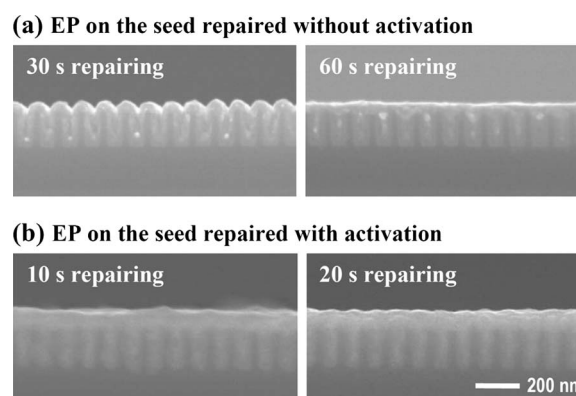 (a) EP on the seed repaired without activation
30 s repairing
60 s repairing
(b) EP on the seed repaired with activation
10 s repairing
20 s repairing
200 nm